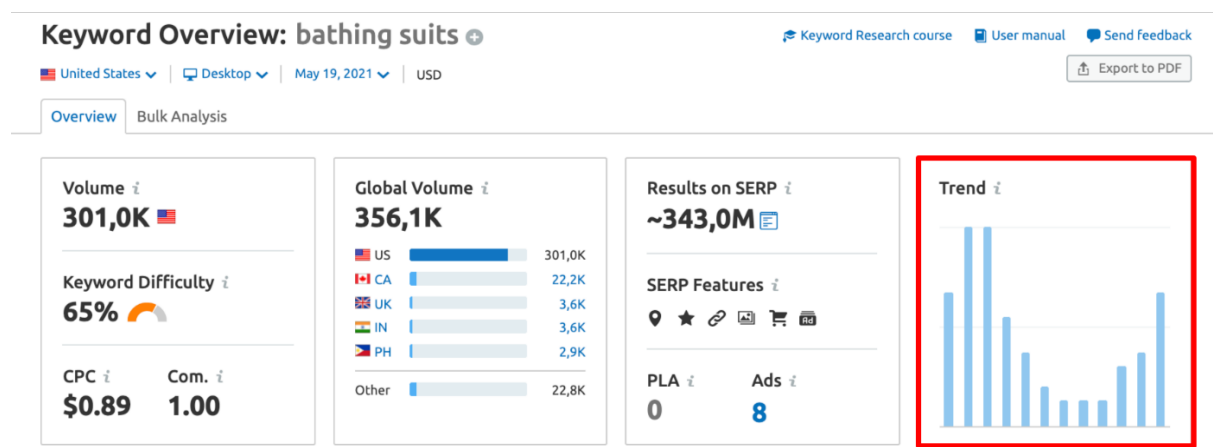 Keyword Overview: bathing suits
Keyword Research course
User manual
Send feedback
United States
Desktop
May 19, 2021
USD
Export to PDF
Overview
Bulk Analysis
Volume i
301,0K
Keyword Difficulty i
65%
CPC i
Com. i
$0.89
1.00
Global Volume i
356,1K
US 301,0K
CA 22,2K
UK 3,6K
IN 3,6K
PH 2,9K
Other 22,8K
Results on SERP i
~343,0M
SERP Features i
Ad
PLA i
Ads i
0
8
Trend i